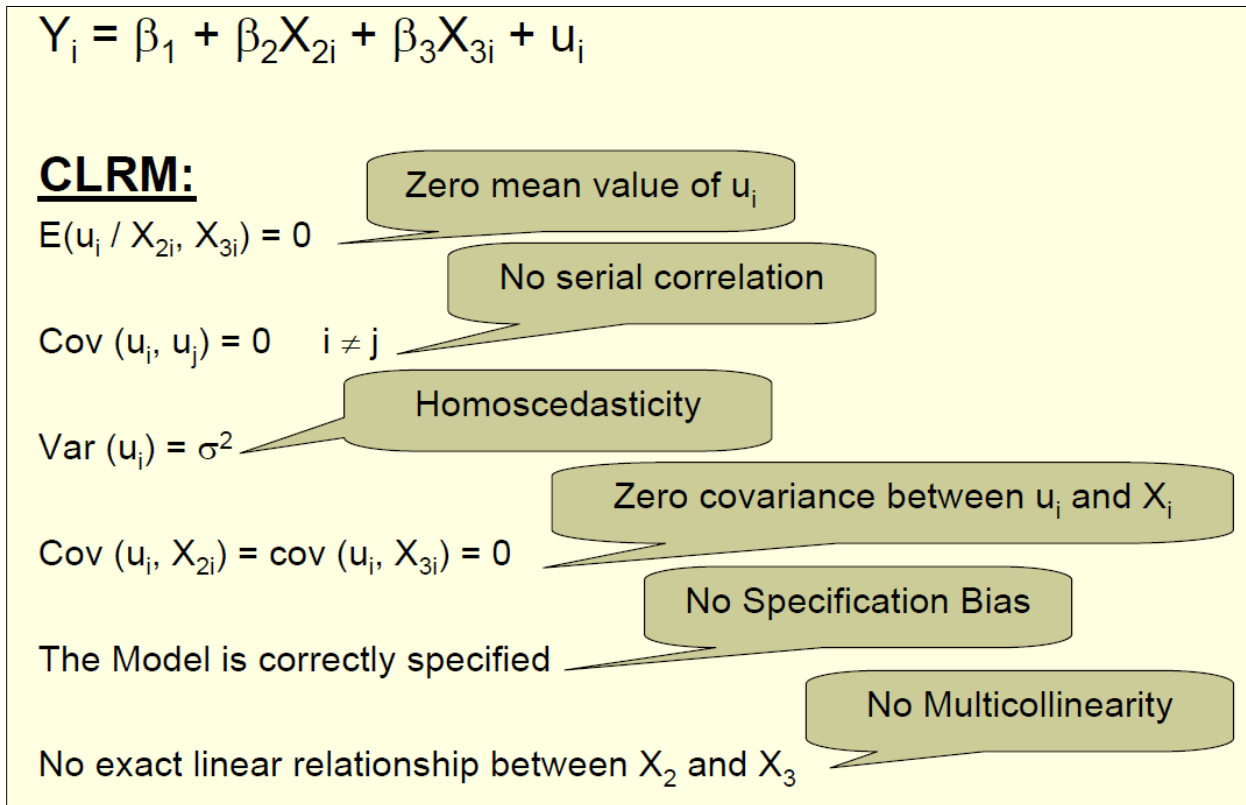 Yᵢ = β₁ + β₂X₂ᵢ + β₃X₃ᵢ + uᵢ
CLRM:
Zero mean value of uᵢ
E(uᵢ / X₂ᵢ, X₃ᵢ) = 0
No serial correlation
Cov (uᵢ, uⱼ) = 0 i ≠ j
Homoscedasticity
Var (uᵢ) = σ²
Zero covariance between uᵢ and Xᵢ
Cov (uᵢ, X₂ᵢ) = cov (uᵢ, X₃ᵢ) = 0
No Specification Bias
The Model is correctly specified
No Multicollinearity
No exact linear relationship between X₂ and X₃